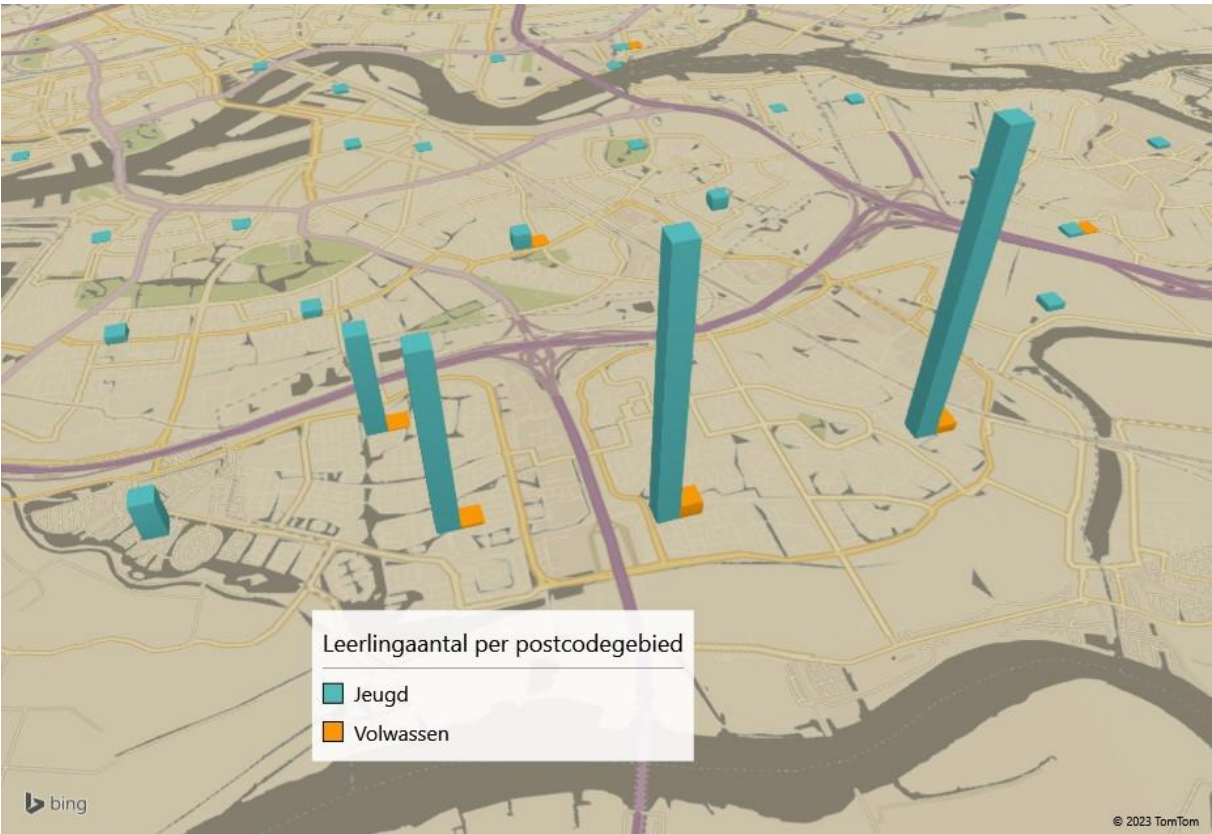 Leerlingaantal per postcodegebied
Jeugd
Volwassen
bing
© 2023 TomTom